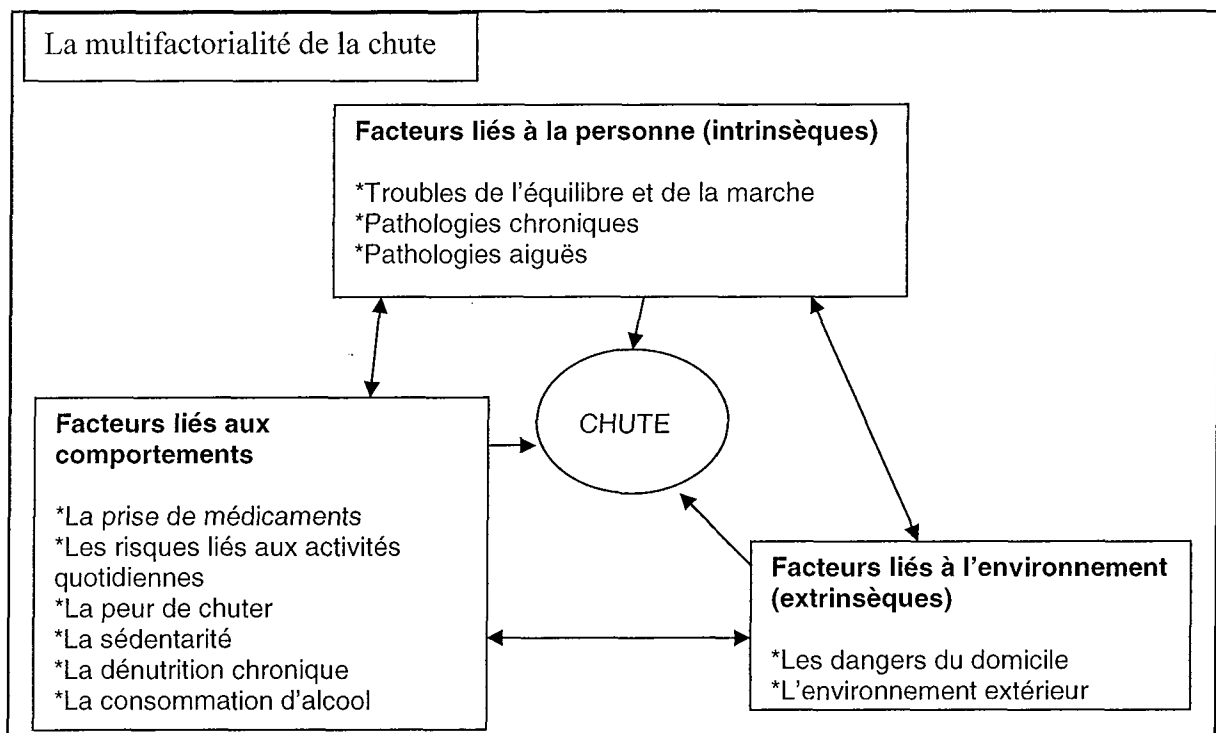 La multifactorialité de la chute
Facteurs liés à la personne (intrinsèques)
*Troubles de l'équilibre et de la marche
*Pathologies chroniques
*Pathologies aiguës
CHUTE
Facteurs liés aux
comportements
*La prise de médicaments
*Les risques liés aux activités
quotidiennes
*La peur de chuter
*La sédentarité
*La dénutrition chronique
*La consommation d'alcool
Facteurs liés à l'environnement
(extrinsèques)
*Les dangers du domicile
*L'environnement extérieur